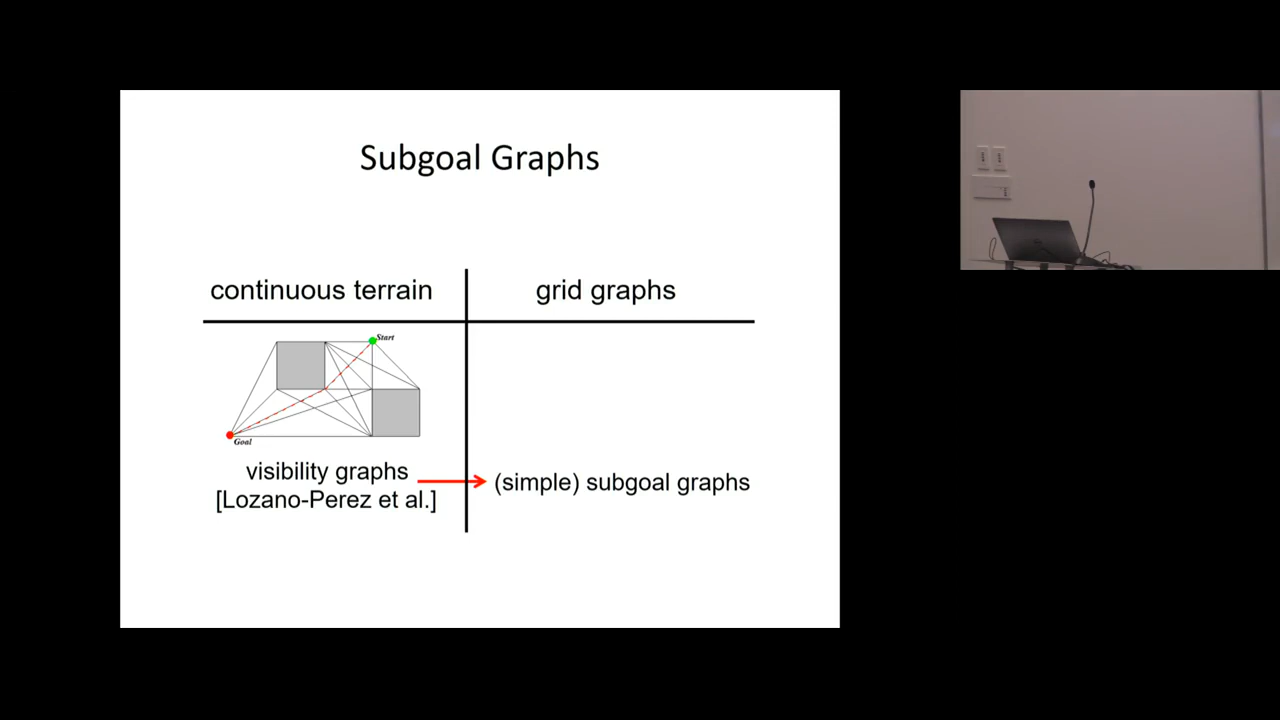 Subgoal Graphs
continuous terrain
grid graphs
Start
Goal
visibility graphs
[Lozano-Perez et al.]
(simple) subgoal graphs